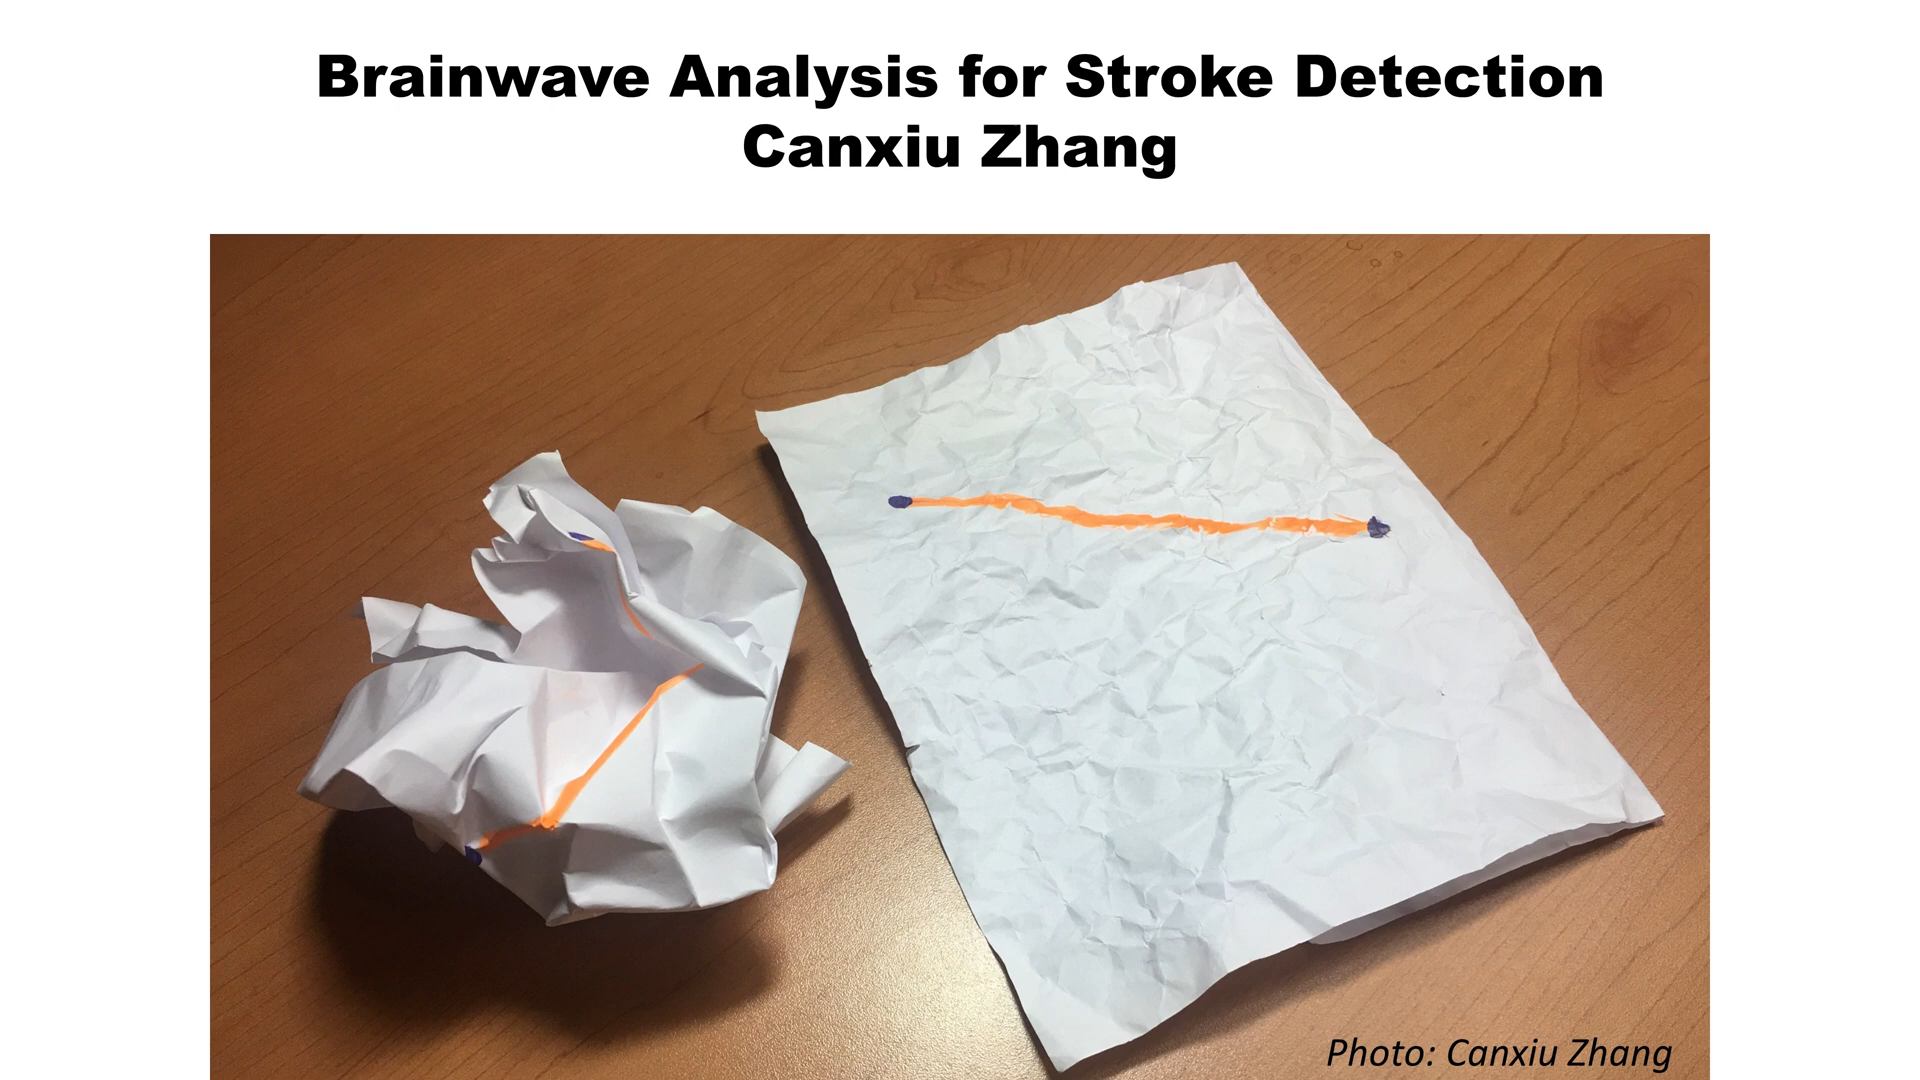 Brainwave Analysis for Stroke Detection
Canxiu Zhang
Photo: Canxiu Zhang